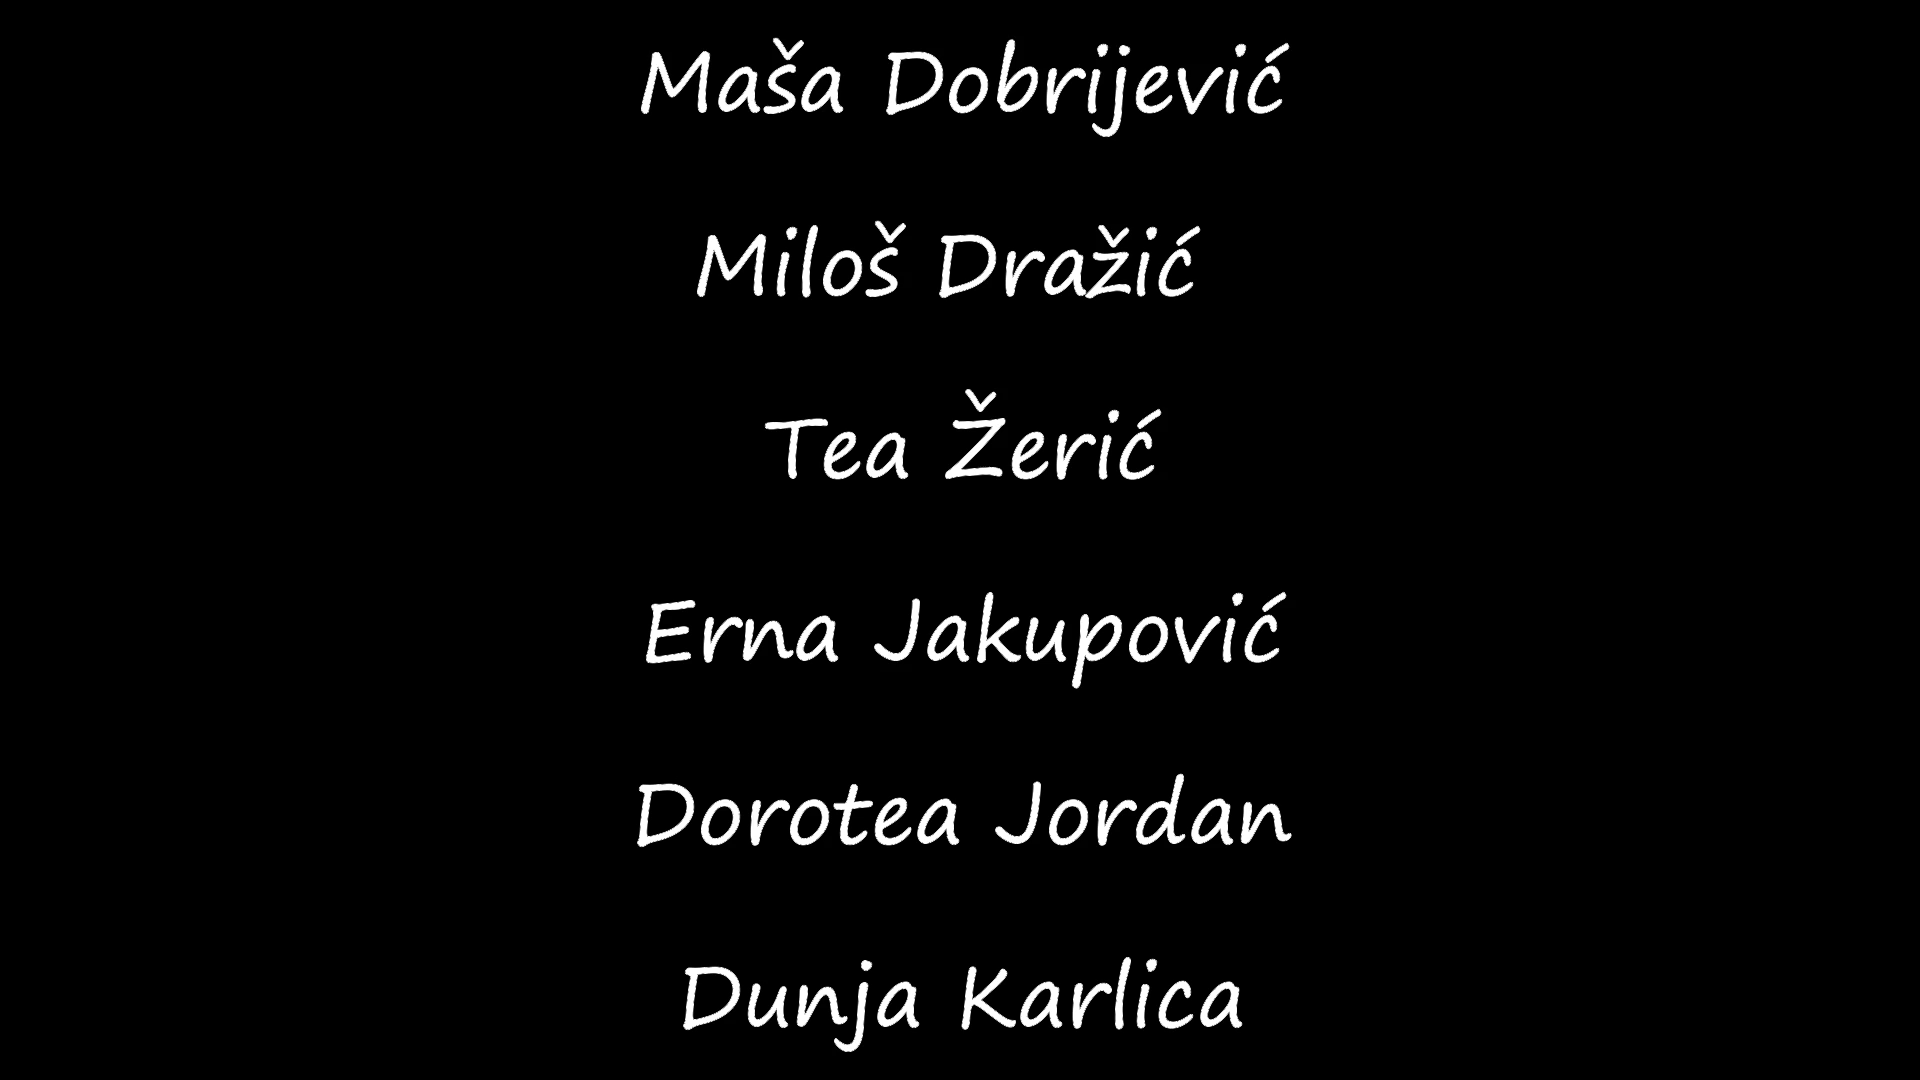 Maša Dobrijević
Miloš Dražić
Tea Žerić
Erna Jakupović
Dorotea Jordan
Dunja Karlica